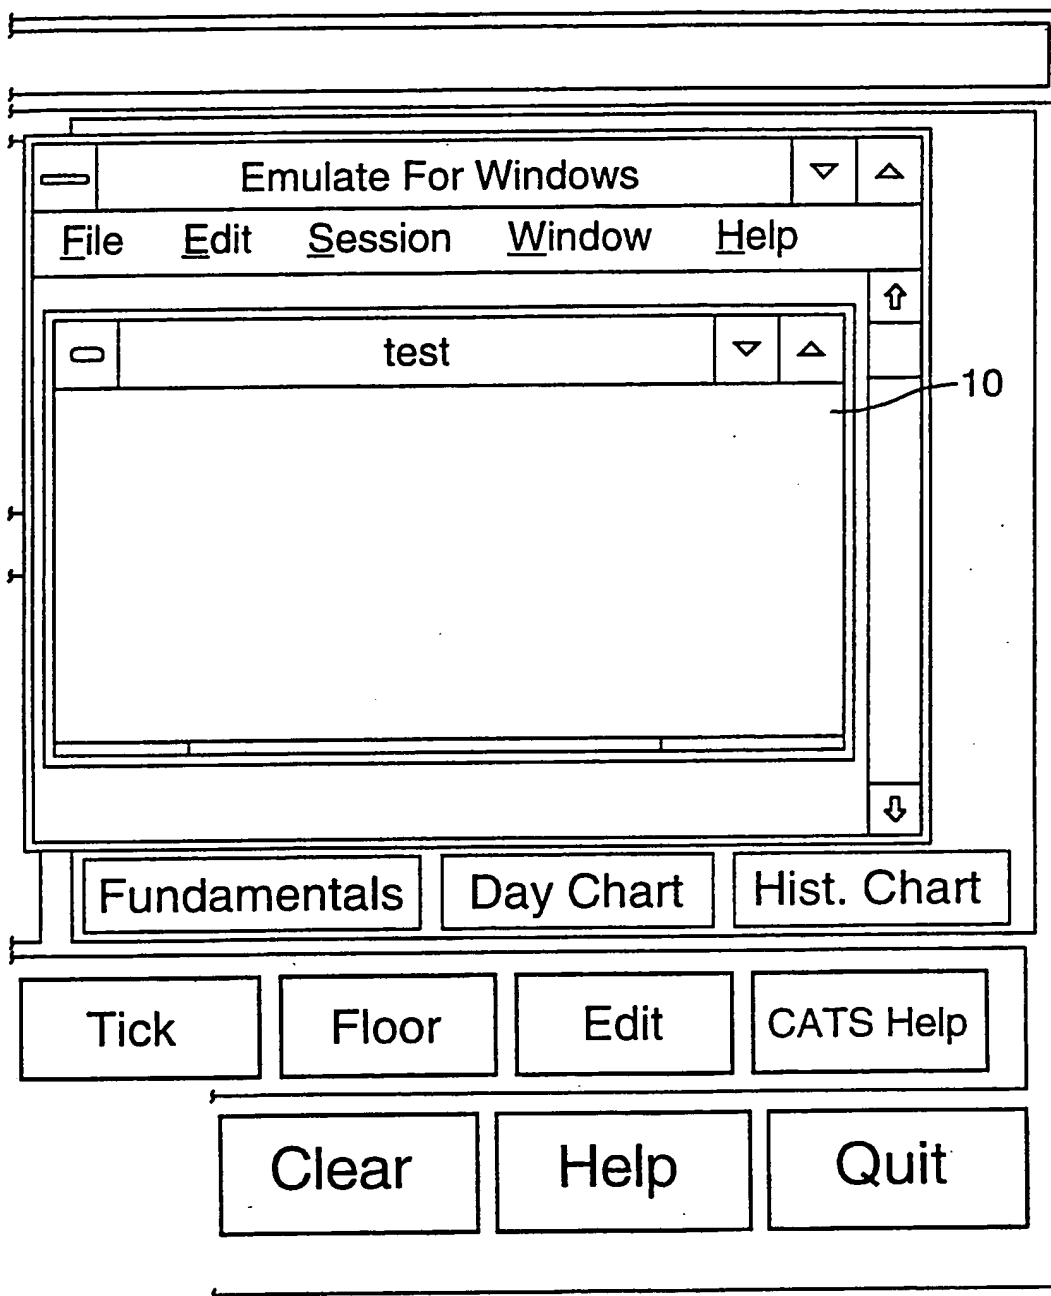 Emulate For Windows
File Edit Session Window Help
test
10
Fundamentals Day Chart Hist. Chart
Tick Floor Edit CATS Help
Clear Help Quit